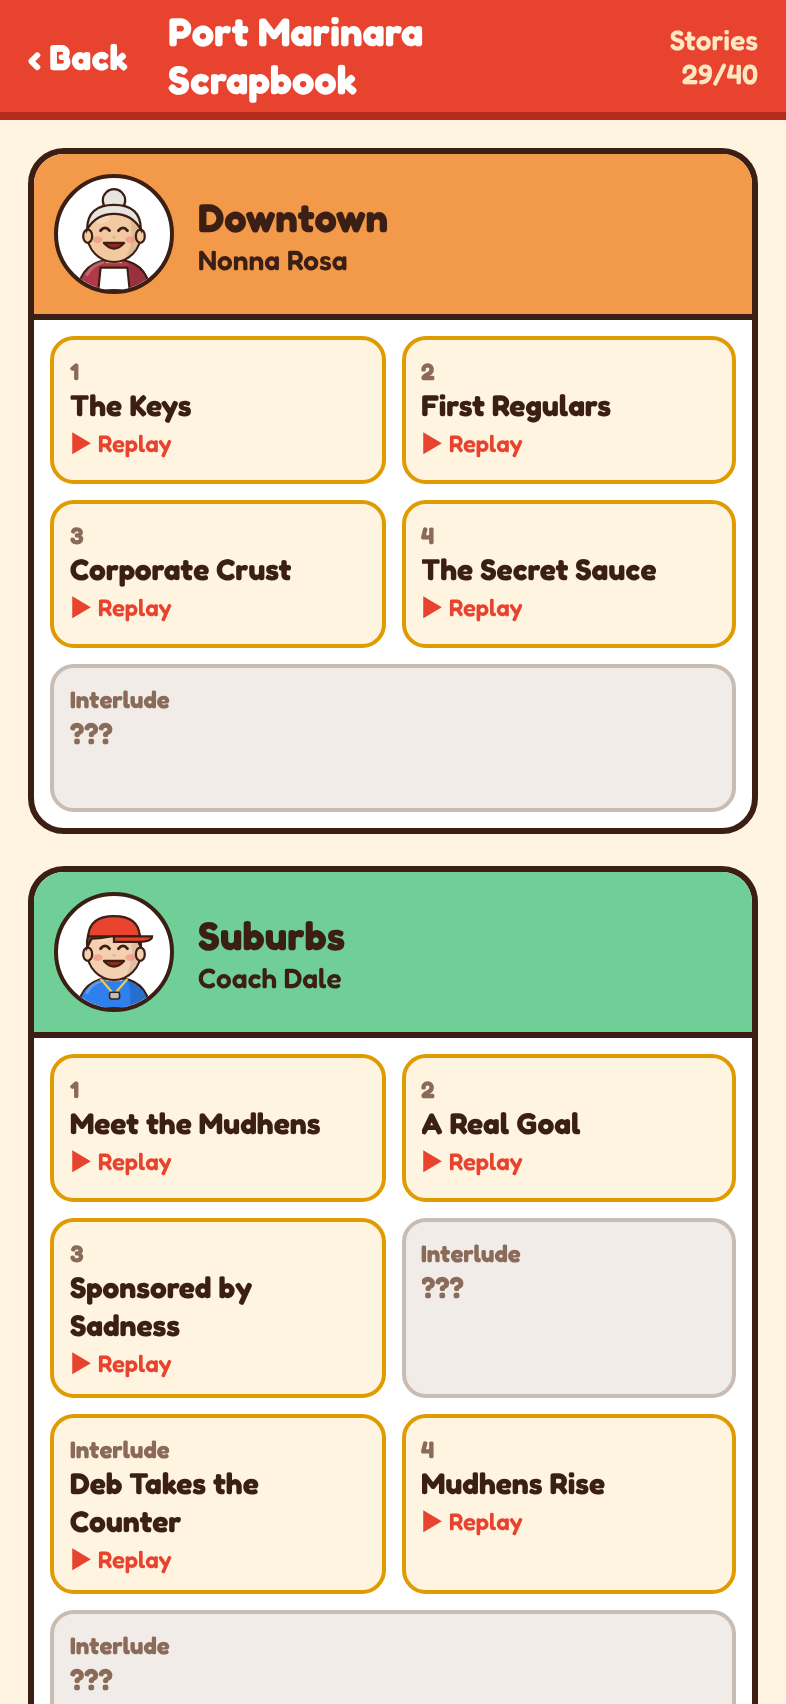 ‹ Back
Port Marinara
Scrapbook
Stories
29/40
Downtown
Nonna Rosa
1
The Keys
▶ Replay
2
First Regulars
▶ Replay
3
Corporate Crust
▶ Replay
4
The Secret Sauce
▶ Replay
Interlude
???
Suburbs
Coach Dale
1
Meet the Mudhens
▶ Replay
2
A Real Goal
▶ Replay
3
Sponsored by
Sadness
▶ Replay
Interlude
???
Interlude
Deb Takes the
Counter
▶ Replay
4
Mudhens Rise
▶ Replay
Interlude
???